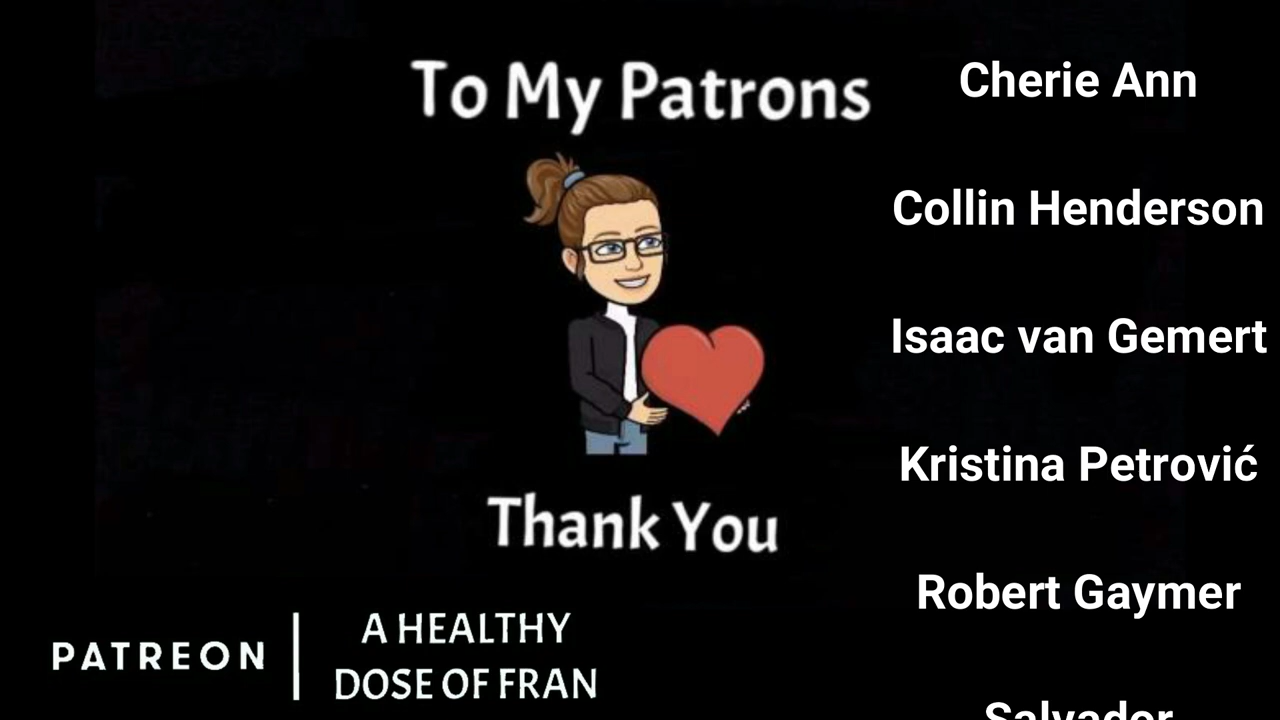 To My Patrons
Thank You
PATREON
A HEALTHY
DOSE OF FRAN
Cherie Ann
Collin Henderson
Isaac van Gemert
Kristina Petrović
Robert Gaymer
Salvador